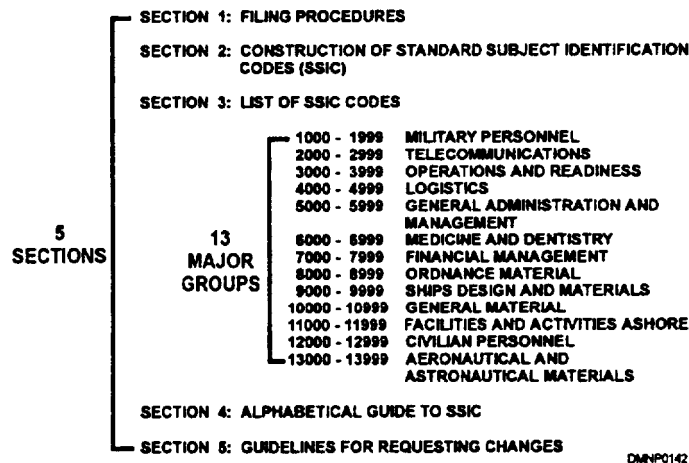 SECTION 1: FILING PROCEDURES
SECTION 2: CONSTRUCTION OF STANDARD SUBJECT IDENTIFICATION
CODES (SSIC)
SECTION 3: LIST OF SSIC CODES
1000 - 1999 MILITARY PERSONNEL
2000 - 2999 TELECOMMUNICATIONS
3000 - 3999 OPERATIONS AND READINESS
4000 - 4999 LOGISTICS
5000 - 5999 GENERAL ADMINISTRATION AND
MANAGEMENT
6000 - 6999 MEDICINE AND DENTISTRY
7000 - 7999 FINANCIAL MANAGEMENT
8000 - 8999 ORDNANCE MATERIAL
9000 - 9999 SHIPS DESIGN AND MATERIALS
10000 - 10999 GENERAL MATERIAL
11000 - 11999 FACILITIES AND ACTIVITIES ASHORE
12000 - 12999 CIVILIAN PERSONNEL
13000 - 13999 AERONAUTICAL AND
ASTRONAUTICAL MATERIALS
5
SECTIONS
13
MAJOR
GROUPS
SECTION 4: ALPHABETICAL GUIDE TO SSIC
SECTION 5: GUIDELINES FOR REQUESTING CHANGES
DMNP0142